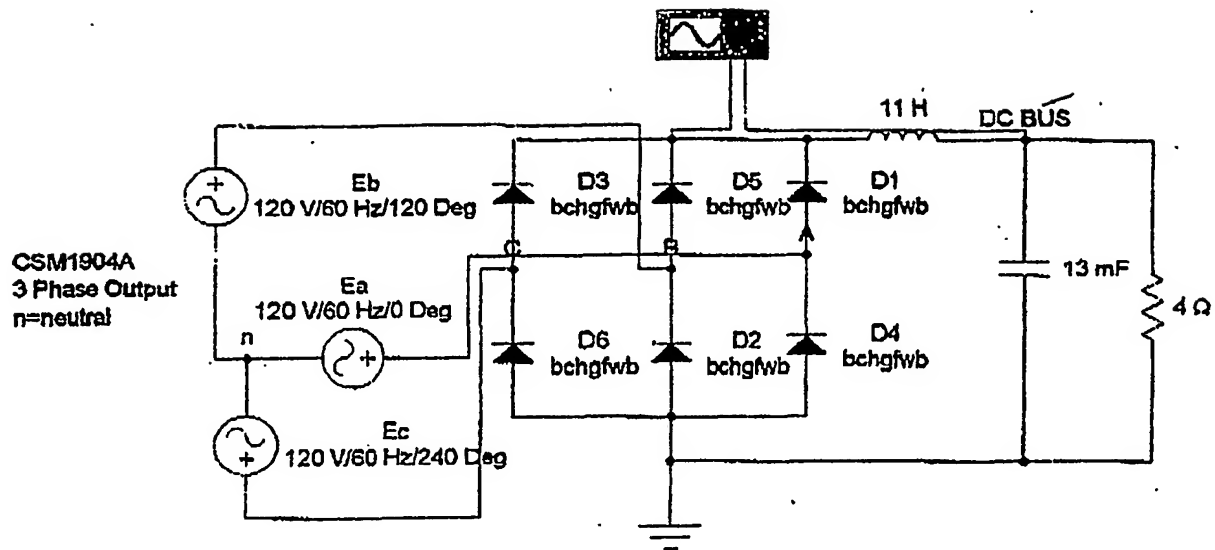 11 H
DC BUS
Eb
120 V/60 Hz/120 Deg
D3
bchgfwb
D5
bchgfwb
D1
bchgfwb
C
B
A
CSM1904A
3 Phase Output
n=neutral
Ea
120 V/60 Hz/0 Deg
n
13 mF
4 Ω
D6
bchgfwb
D2
bchgfwb
D4
bchgfwb
Ec
120 V/60 Hz/240 Deg